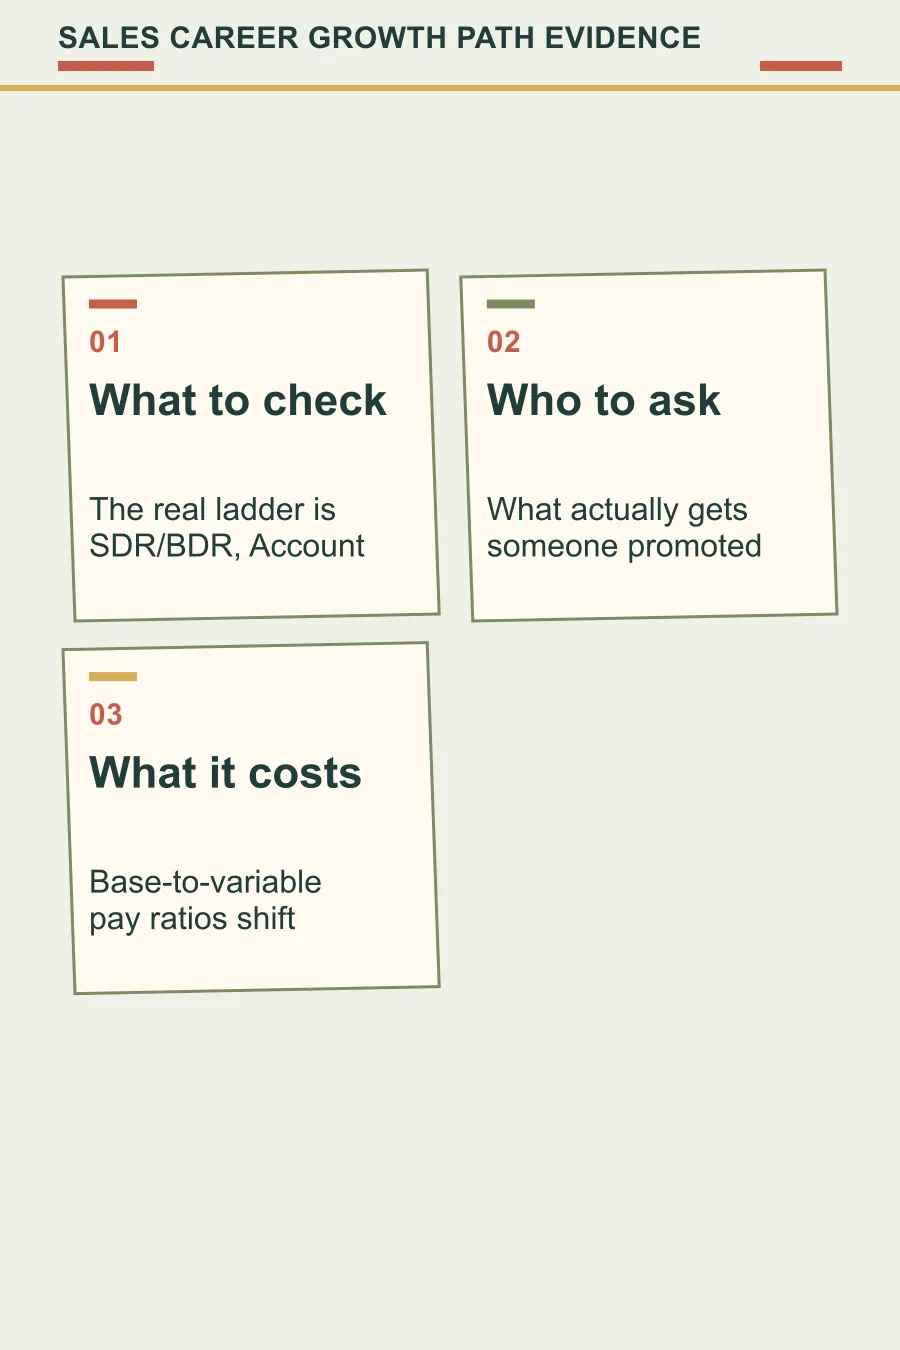 SALES CAREER GROWTH PATH EVIDENCE
01
What to check
The real ladder is
SDR/BDR, Account
02
Who to ask
What actually gets
someone promoted
03
What it costs
Base-to-variable
pay ratios shift